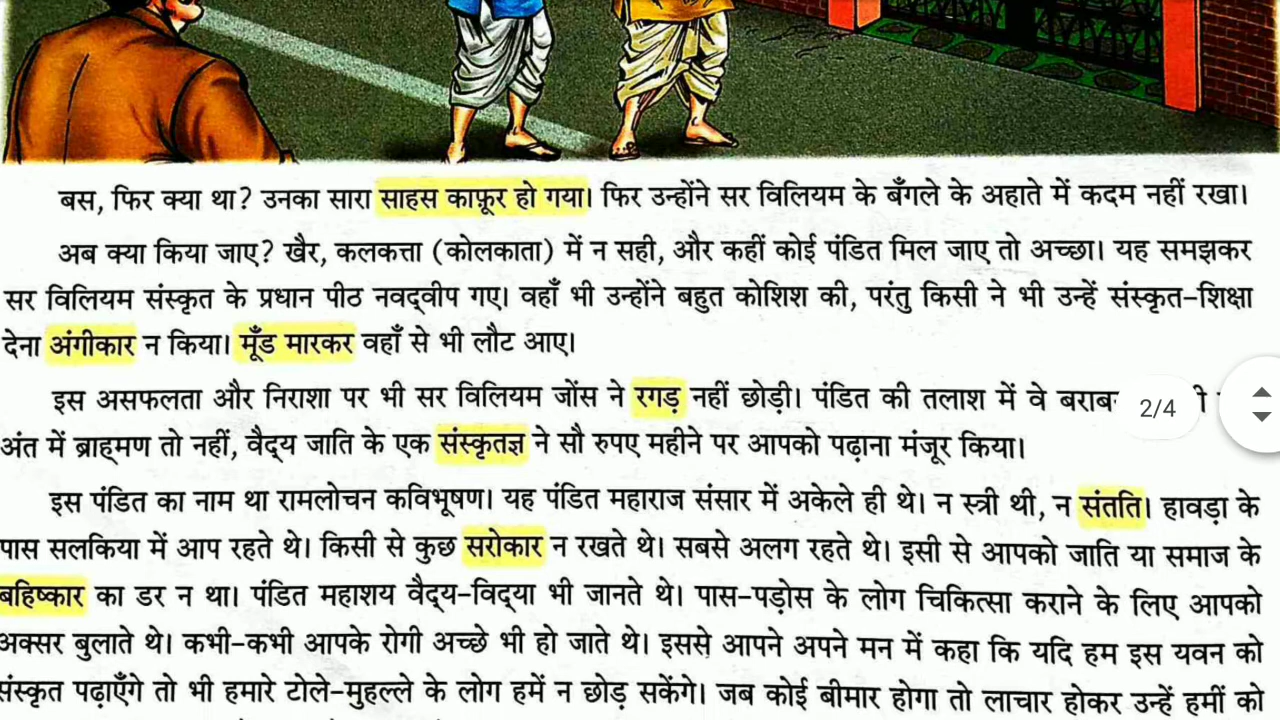 बस, फिर क्या था? उनका सारा साहस काफ़ूर हो गया। फिर उन्होंने सर विलियम के बँगले के अहाते में कदम नहीं रखा।
अब क्या किया जाए? खैर, कलकत्ता (कोलकाता) में न सही, और कहीं कोई पंडित मिल जाए तो अच्छा। यह समझकर
सर विलियम संस्कृत के प्रधान पीठ नवद्वीप गए। वहाँ भी उन्होंने बहुत कोशिश की, परंतु किसी ने भी उन्हें संस्कृत-शिक्षा
देना अंगीकार न किया। मूँड मारकर वहाँ से भी लौट आए।
इस असफलता और निराशा पर भी सर विलियम जोंस ने रगड़ नहीं छोड़ी। पंडित की तलाश में वे
2/4
अंत में ब्राह्मण तो नहीं, वैद्य जाति के एक संस्कृतज्ञ ने सौ रुपए महीने पर आपको पढ़ाना मंजूर किया।
इस पंडित का नाम था रामलोचन कविभूषण। यह पंडित महाराज संसार में अकेले ही थे। न स्त्री थी, न संतति। हावड़ा के
पास सलकिया में आप रहते थे। किसी से कुछ सरोकार न रखते थे। सबसे अलग रहते थे। इसी से आपको जाति या समाज के
बहिष्कार का डर न था। पंडित महाशय वैद्य-विद्या भी जानते थे। पास-पड़ोस के लोग चिकित्सा कराने के लिए आपको
अक्सर बुलाते थे। कभी-कभी आपके रोगी अच्छे भी हो जाते थे। इससे आपने अपने मन में कहा कि यदि हम इस यवन को
संस्कृत पढ़ाएँगे तो भी हमारे टोले-मुहल्ले के लोग हमें न छोड़ सकेंगे। जब कोई बीमार होगा तो लाचार होकर उन्हें हमीं को